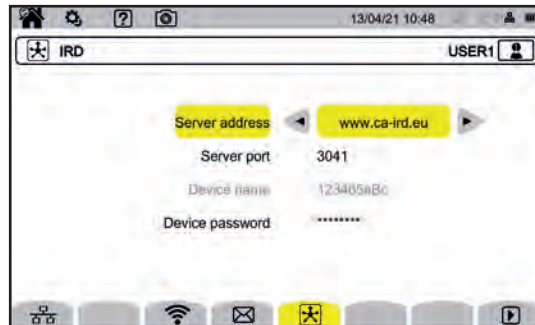 13/04/21 10:48
IRD USER1
Server address www.ca-ird.eu
Server port 3041
Device name 123465aBc
Device password ••••••••